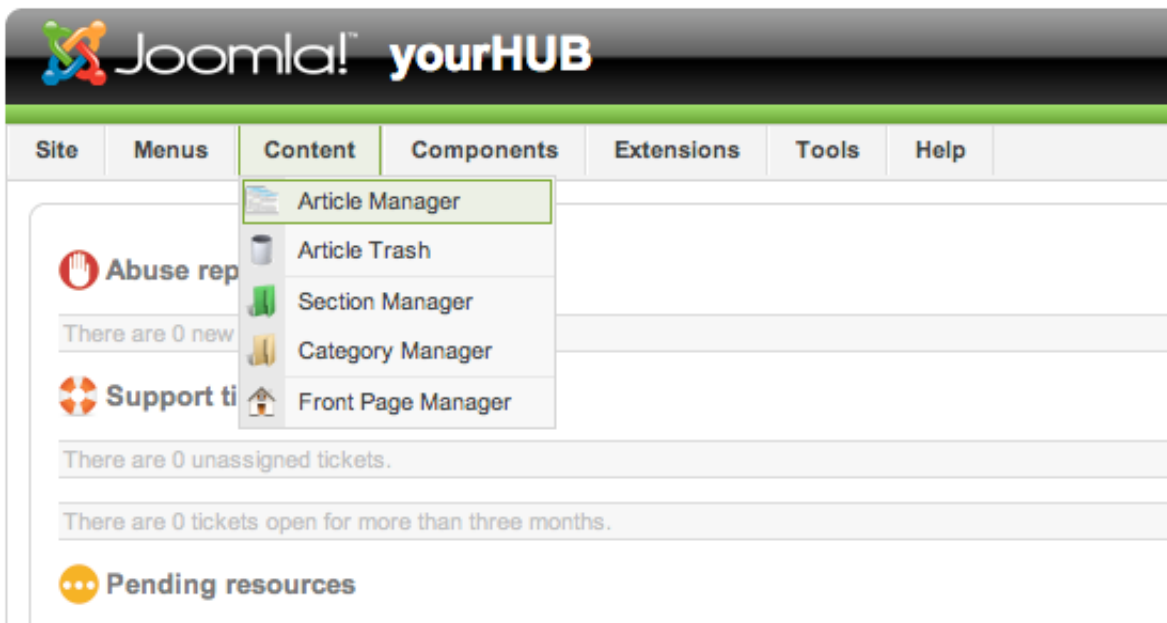 Joomla!™ yourHUB
Site Menus Content Components Extensions Tools Help
Article Manager
Article Trash
Section Manager
Category Manager
Front Page Manager
Abuse rep
There are 0 new
Support ti
There are 0 unassigned tickets.
There are 0 tickets open for more than three months.
Pending resources